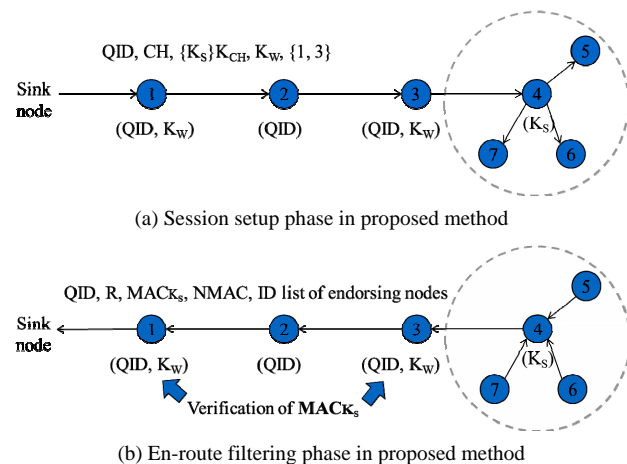 QID, CH, {K_S}K_CH, K_W, {1, 3}
5
Sink
node
1
2
3
4
(QID, K_W)
(QID)
(QID, K_W)
(K_S)
7
6
(a) Session setup phase in proposed method
QID, R, MAC_K_S, NMAC, ID list of endorsing nodes
5
Sink
node
1
2
3
4
(QID, K_W)
(QID)
(QID, K_W)
(K_S)
7
6
Verification of MAC_K_S
(b) En-route filtering phase in proposed method